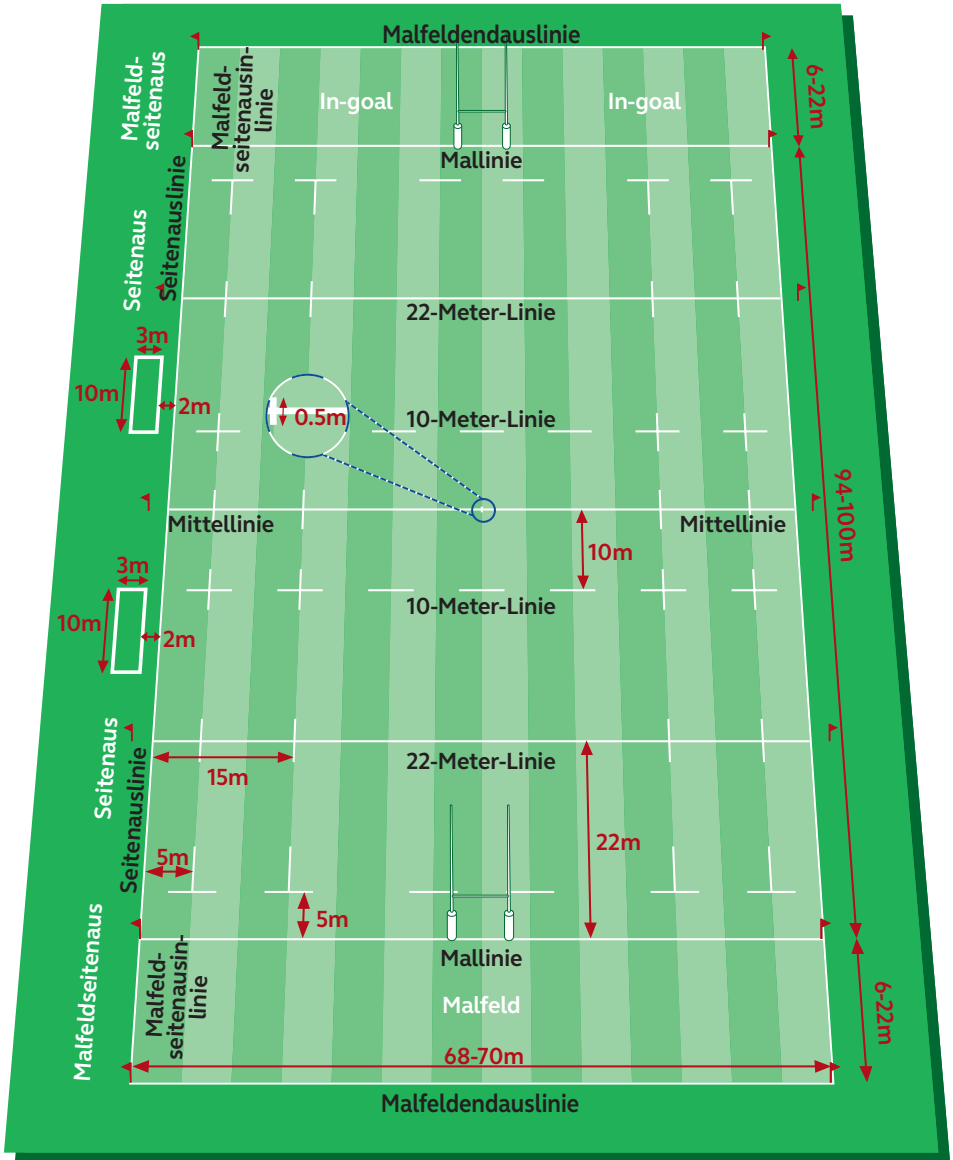 Malfeldendauslinie
Malfeld-
seitenaus
Malfeld-
seitenausin-
linie
In-goal
In-goal
6-22m
Mallinie
Seitenauslinie
Seitenaus
22-Meter-Linie
3m
10m
2m
0.5m
10-Meter-Linie
94-100m
Mittellinie
Mittellinie
10m
3m
10m
2m
10-Meter-Linie
Seitenaus
Seitenauslinie
15m
22-Meter-Linie
22m
5m
5m
Malfeldseitenaus
Malfeld-
seitenausin-
linie
Mallinie
Malfeld
6-22m
68-70m
Malfeldendauslinie